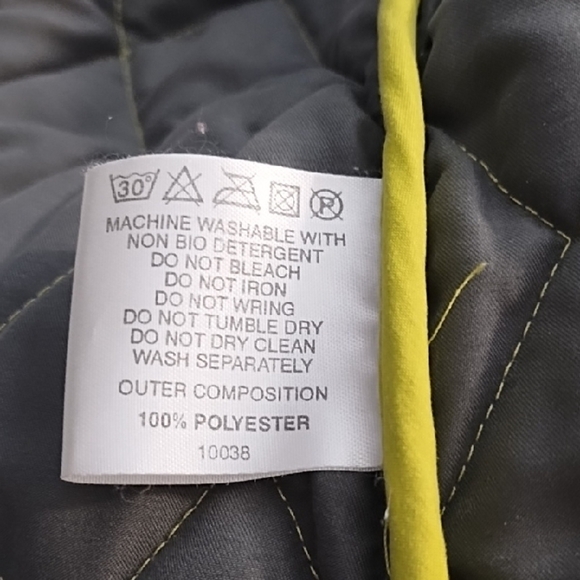 30°
P
MACHINE WASHABLE WITH
NON BIO DETERGENT
DO NOT BLEACH
DO NOT IRON
DO NOT WRING
DO NOT TUMBLE DRY
DO NOT DRY CLEAN
WASH SEPARATELY
OUTER COMPOSITION
100% POLYESTER
10038